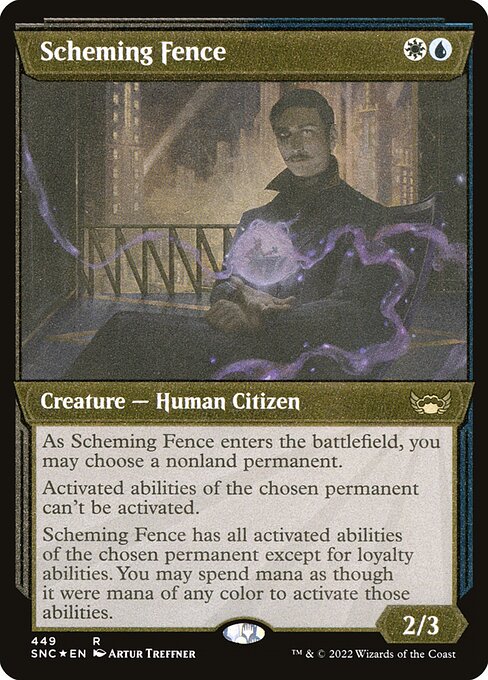 Scheming Fence
Creature — Human Citizen
As Scheming Fence enters the battlefield, you
may choose a nonland permanent.
Activated abilities of the chosen permanent
can't be activated.
Scheming Fence has all activated abilities
of the chosen permanent except for loyalty
abilities. You may spend mana as though
it were mana of any color to activate those
abilities.
2/3
449 R
SNC★EN Artur Treffner
™ & © 2022 Wizards of the Coast